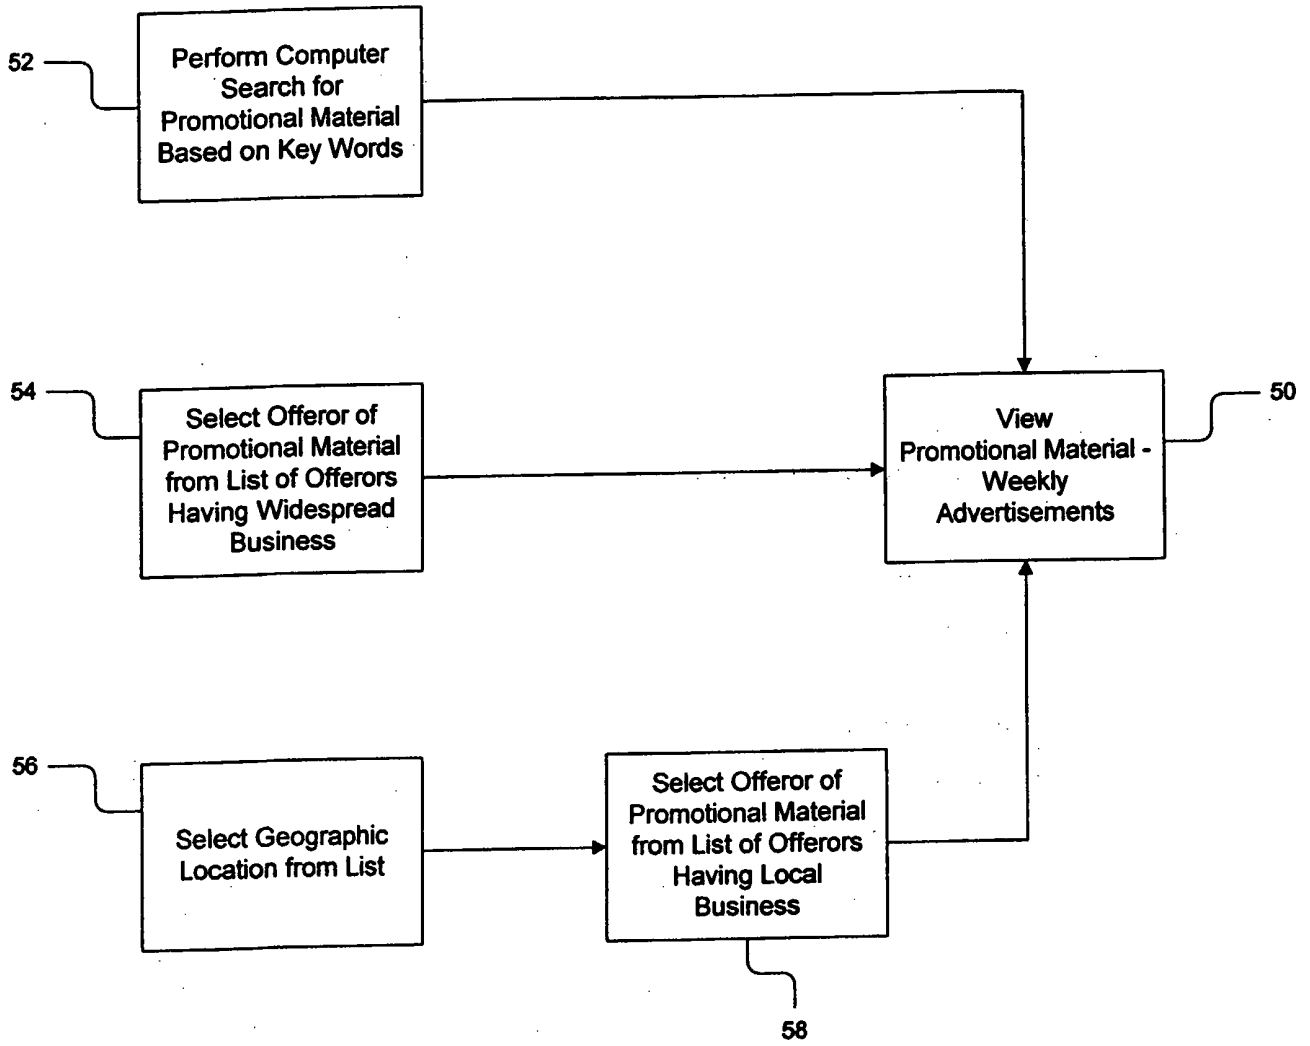 52
Perform Computer
Search for
Promotional Material
Based on Key Words
54
Select Offeror of
Promotional Material
from List of Offerors
Having Widespread
Business
View
Promotional Material -
Weekly
Advertisements
50
56
Select Geographic
Location from List
Select Offeror of
Promotional Material
from List of Offerors
Having Local
Business
58